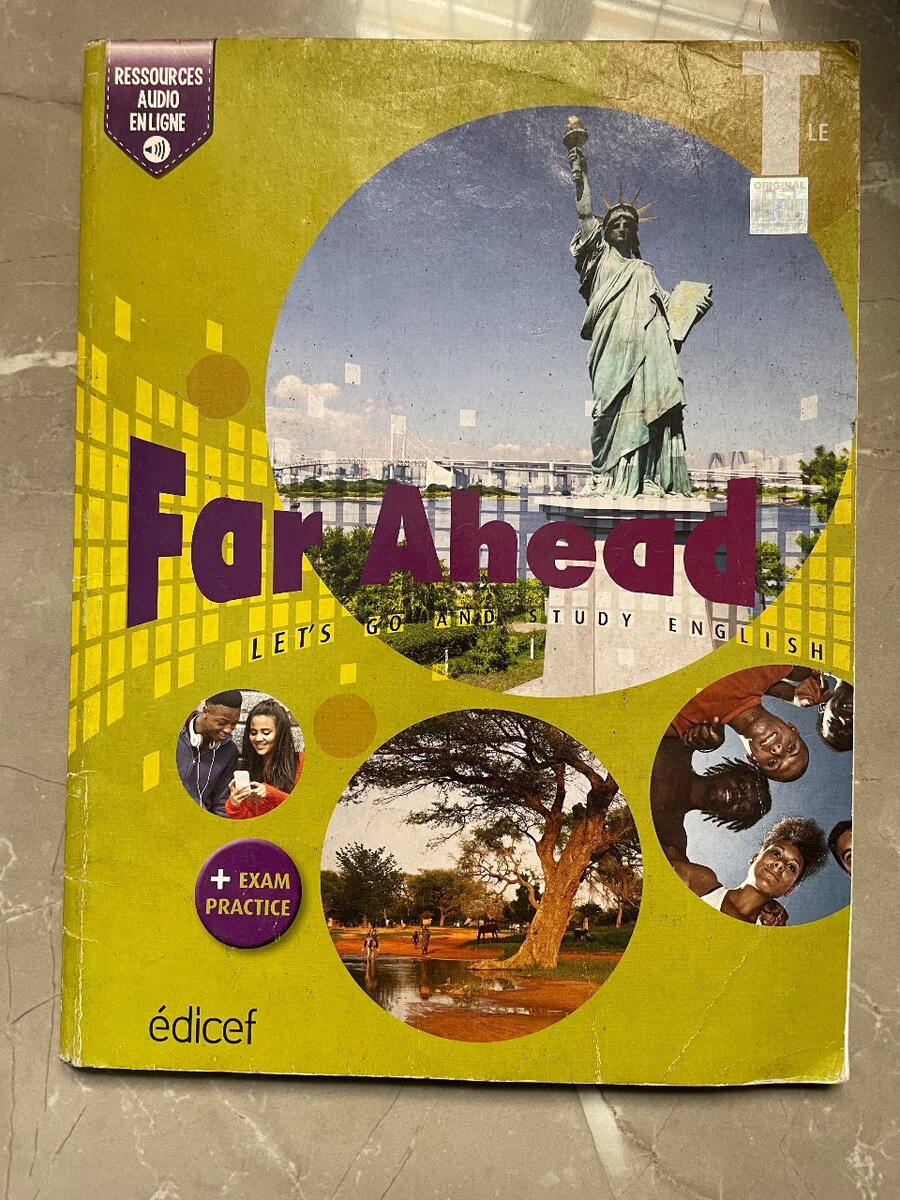 RESSOURCES
AUDIO
EN LIGNE
T LE
ORIGINAL
Far Ahead
LET'S GO AND STUDY ENGLISH
+ EXAM
PRACTICE
édicef